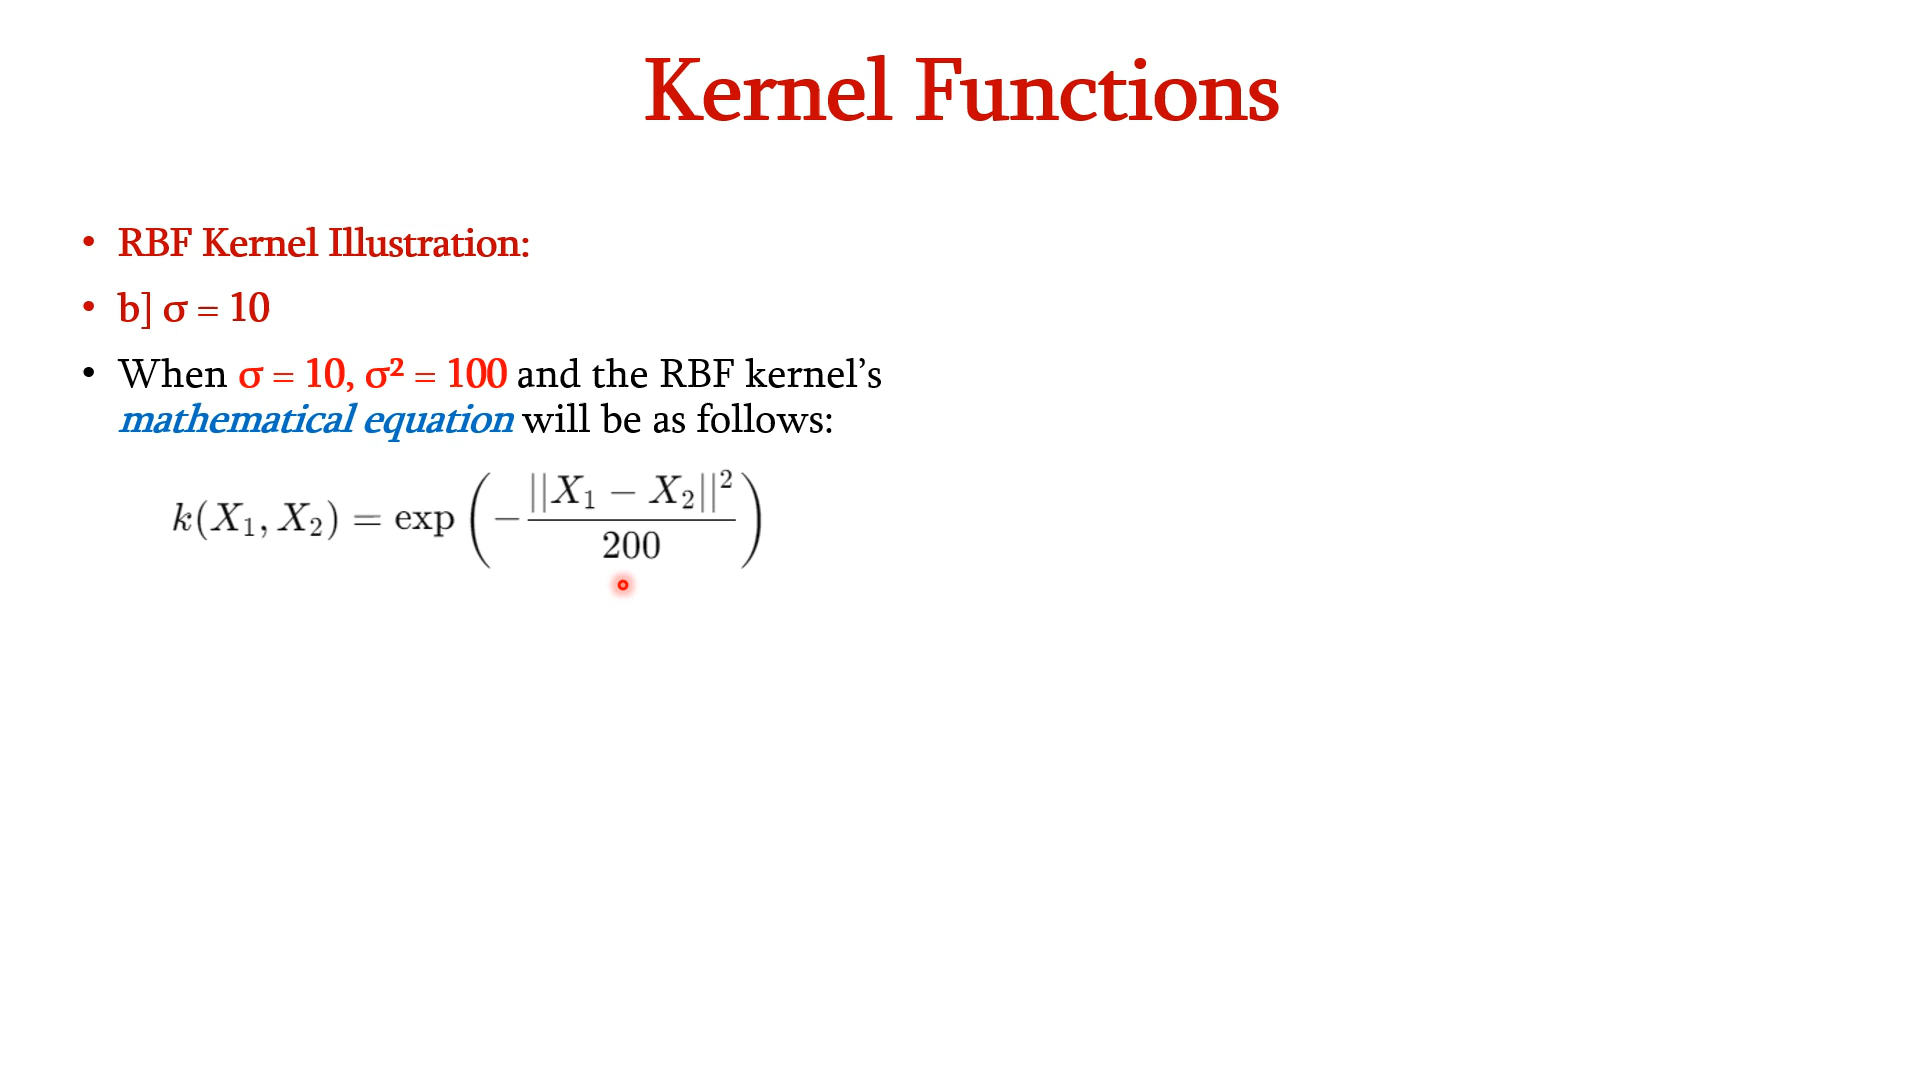 Kernel Functions
• RBF Kernel Illustration:
• b] σ = 10
• When σ = 10, σ² = 100 and the RBF kernel’s
mathematical equation will be as follows:
k(X₁, X₂) = exp(−||X₁ − X₂||² / 200)